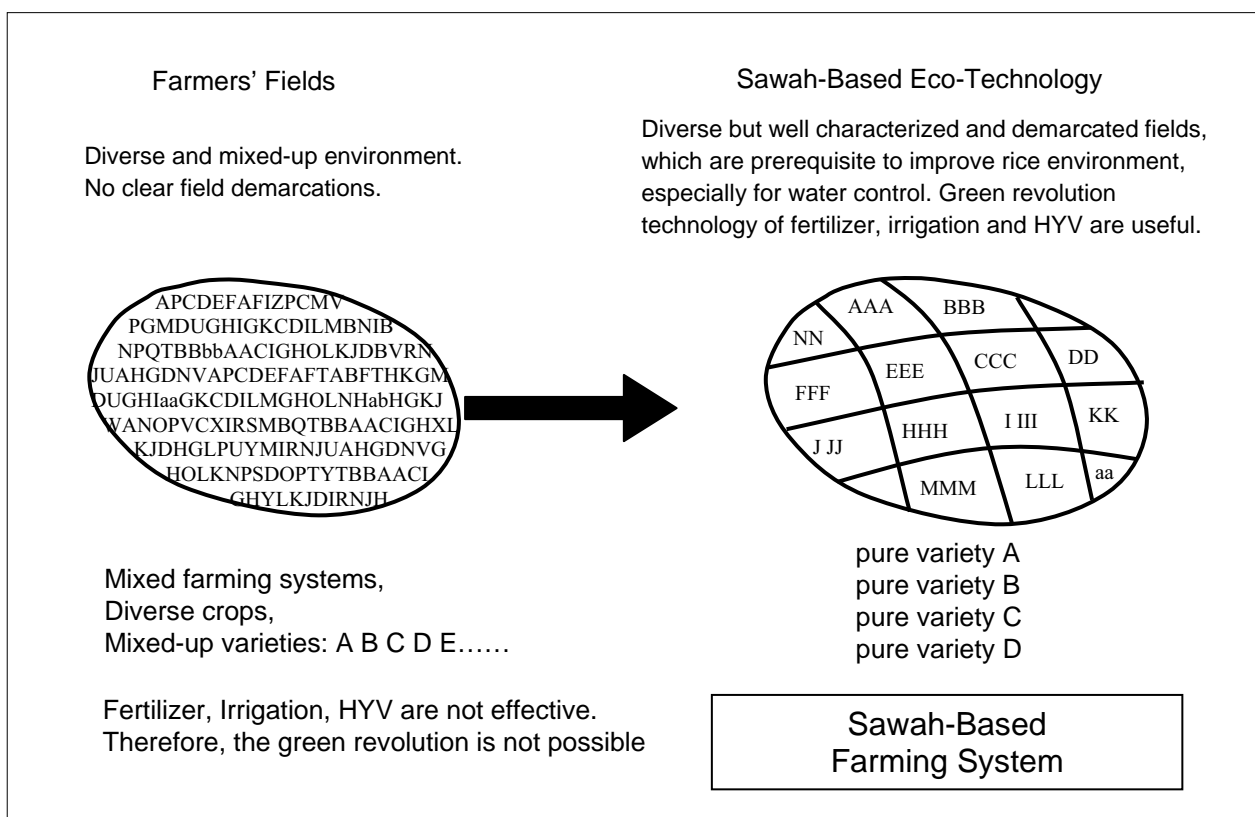 Farmers' Fields
Diverse and mixed-up environment.
No clear field demarcations.
APCDEFAFIZPCMV
PGMDUGHIGKCDILMBNIB
NPQTBBbbAACIGHOLKJDBVRN
JUAHGDNVAPCDEFAFTABFTHKGM
DUGHIaaGKCDILMGHOLNHabHGKJ
WANOPVCXIRSMBQTBBAACIGHXL
KJDHGLPUYMIRNJUAHGDNVG
HOLKNPSDOPTYTBBAACI
GHYLKJDIRNJH
Mixed farming systems,
Diverse crops,
Mixed-up varieties: A B C D E……
Fertilizer, Irrigation, HYV are not effective.
Therefore, the green revolution is not possible
Sawah-Based Eco-Technology
Diverse but well characterized and demarcated fields,
which are prerequisite to improve rice environment,
especially for water control. Green revolution
technology of fertilizer, irrigation and HYV are useful.
AAA
BBB
NN
EEE
CCC
DD
FFF
HHH
I III
KK
J JJ
MMM
LLL
aa
pure variety A
pure variety B
pure variety C
pure variety D
Sawah-Based
Farming System